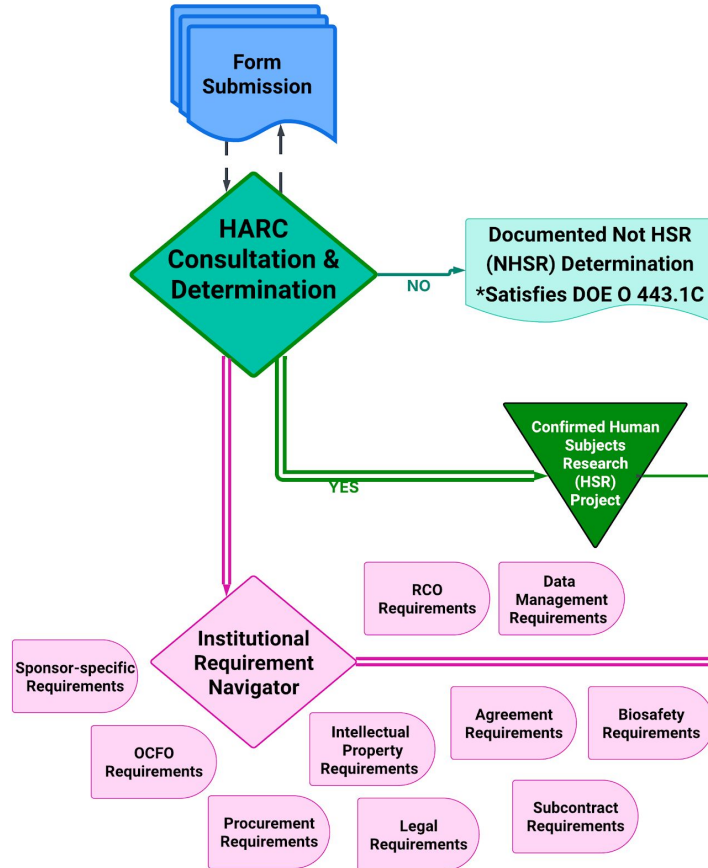 Form
Submission
HARC
Consultation &
Determination
NO
Documented Not HSR
(NHSR) Determination
*Satisfies DOE O 443.1C
YES
Confirmed Human
Subjects
Research
(HSR)
Project
RCO
Requirements
Data
Management
Requirements
Institutional
Requirement
Navigator
Sponsor-specific
Requirements
OCFO
Requirements
Intellectual
Property
Requirements
Agreement
Requirements
Biosafety
Requirements
Procurement
Requirements
Legal
Requirements
Subcontract
Requirements